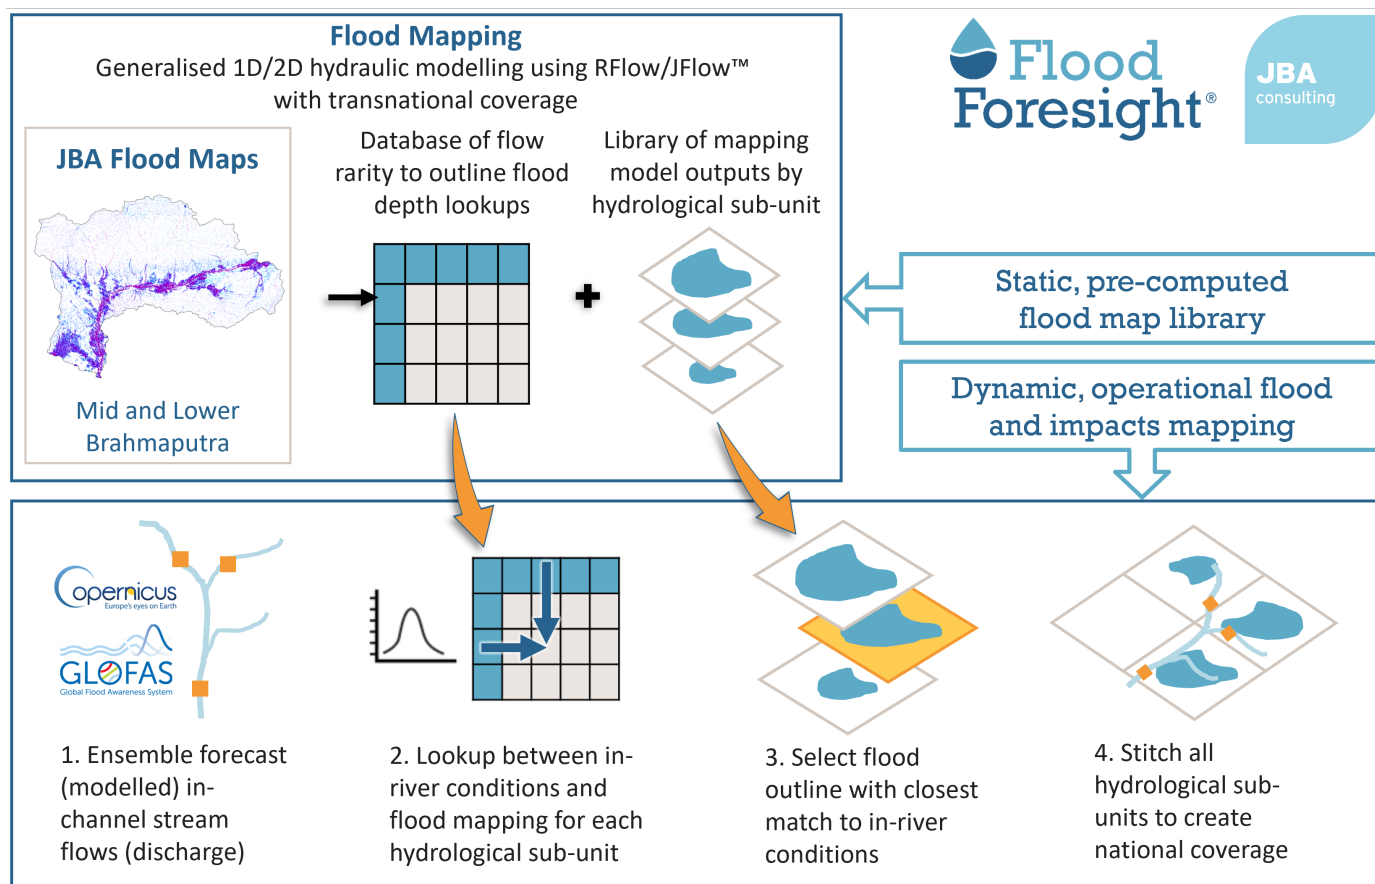 Flood Mapping
Generalised 1D/2D hydraulic modelling using RFlow/JFlow™
with transnational coverage
JBA Flood Maps
Mid and Lower
Brahmaputra
Database of flow
rarity to outline flood
depth lookups
Library of mapping
model outputs by
hydrological sub-unit
Flood
Foresight®
JBA
consulting
Static, pre-computed
flood map library
Dynamic, operational flood
and impacts mapping
Copernicus
Europe's eyes on Earth
GLOFAS
Global Flood Awareness System
1. Ensemble forecast
(modelled) in-
channel stream
flows (discharge)
2. Lookup between in-
river conditions and
flood mapping for each
hydrological sub-unit
3. Select flood
outline with closest
match to in-river
conditions
4. Stitch all
hydrological sub-
units to create
national coverage